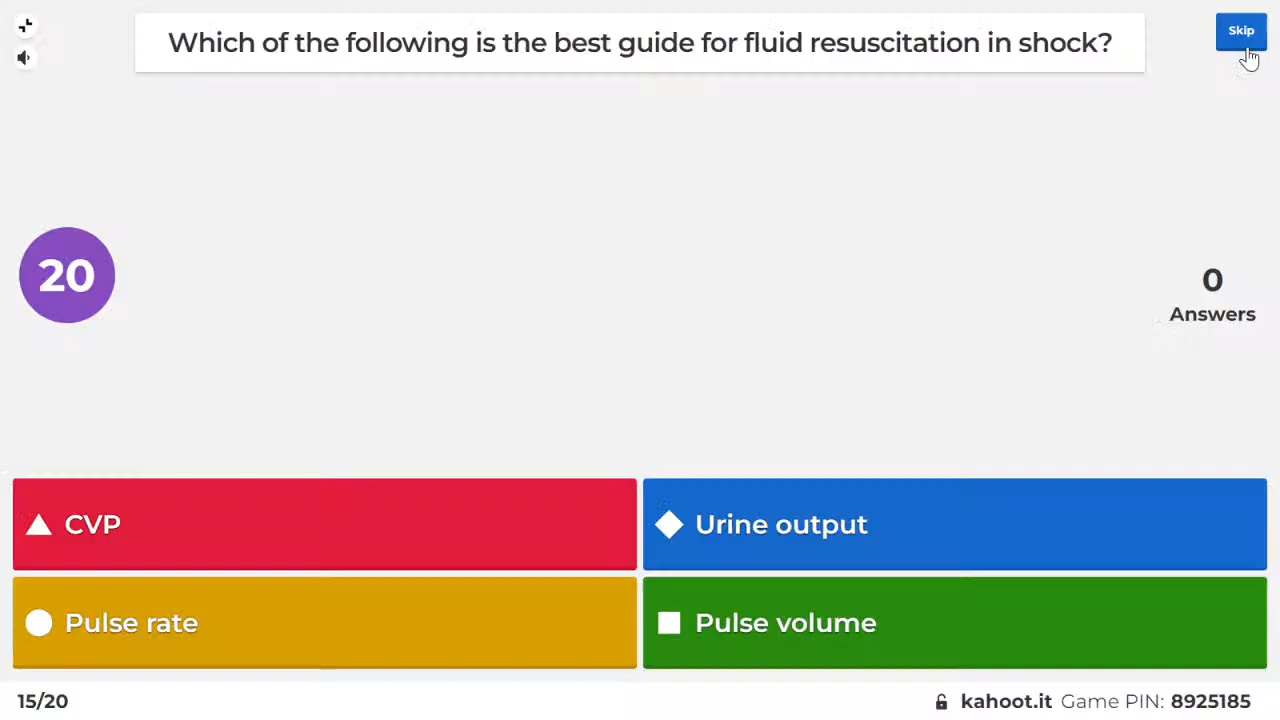 Which of the following is the best guide for fluid resuscitation in shock?
Skip
20
0
Answers
CVP
Urine output
Pulse rate
Pulse volume
15/20
kahoot.it Game PIN: 8925185